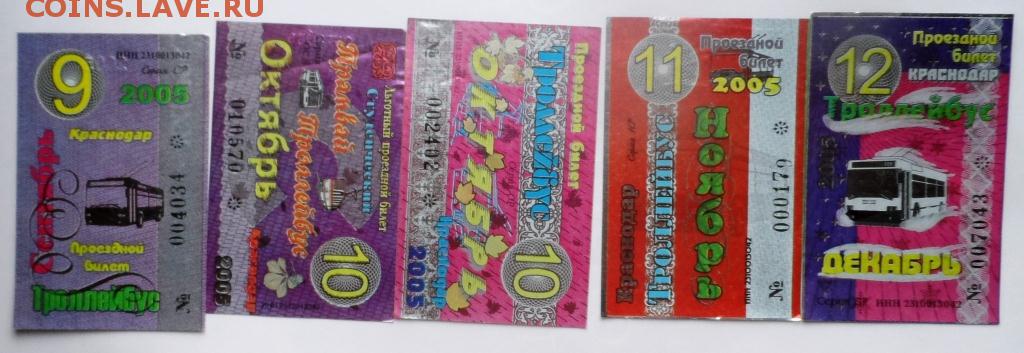 COINS.LAVE.RU
9
ИНН 2310013042
Серия СР
2005
Краснодар
Сентябрь
Проездной
билет
Троллейбус
№ 004034
№ 010570
Октябрь
Трамвай
Троллейбус
Студенческий
Льготный проездной билет
10
2005
002402
Октябрь
Троллейбус
Проездной билет
10
Краснодар
2005
11
Проездной
билет
2005
Краснодар
Троллейбус
Ноябрь
№ 000179
12
Проездной
билет
КРАСНОДАР
Троллейбус
2005
ДЕКАБРЬ
ИНН 2310013042
№ 007043